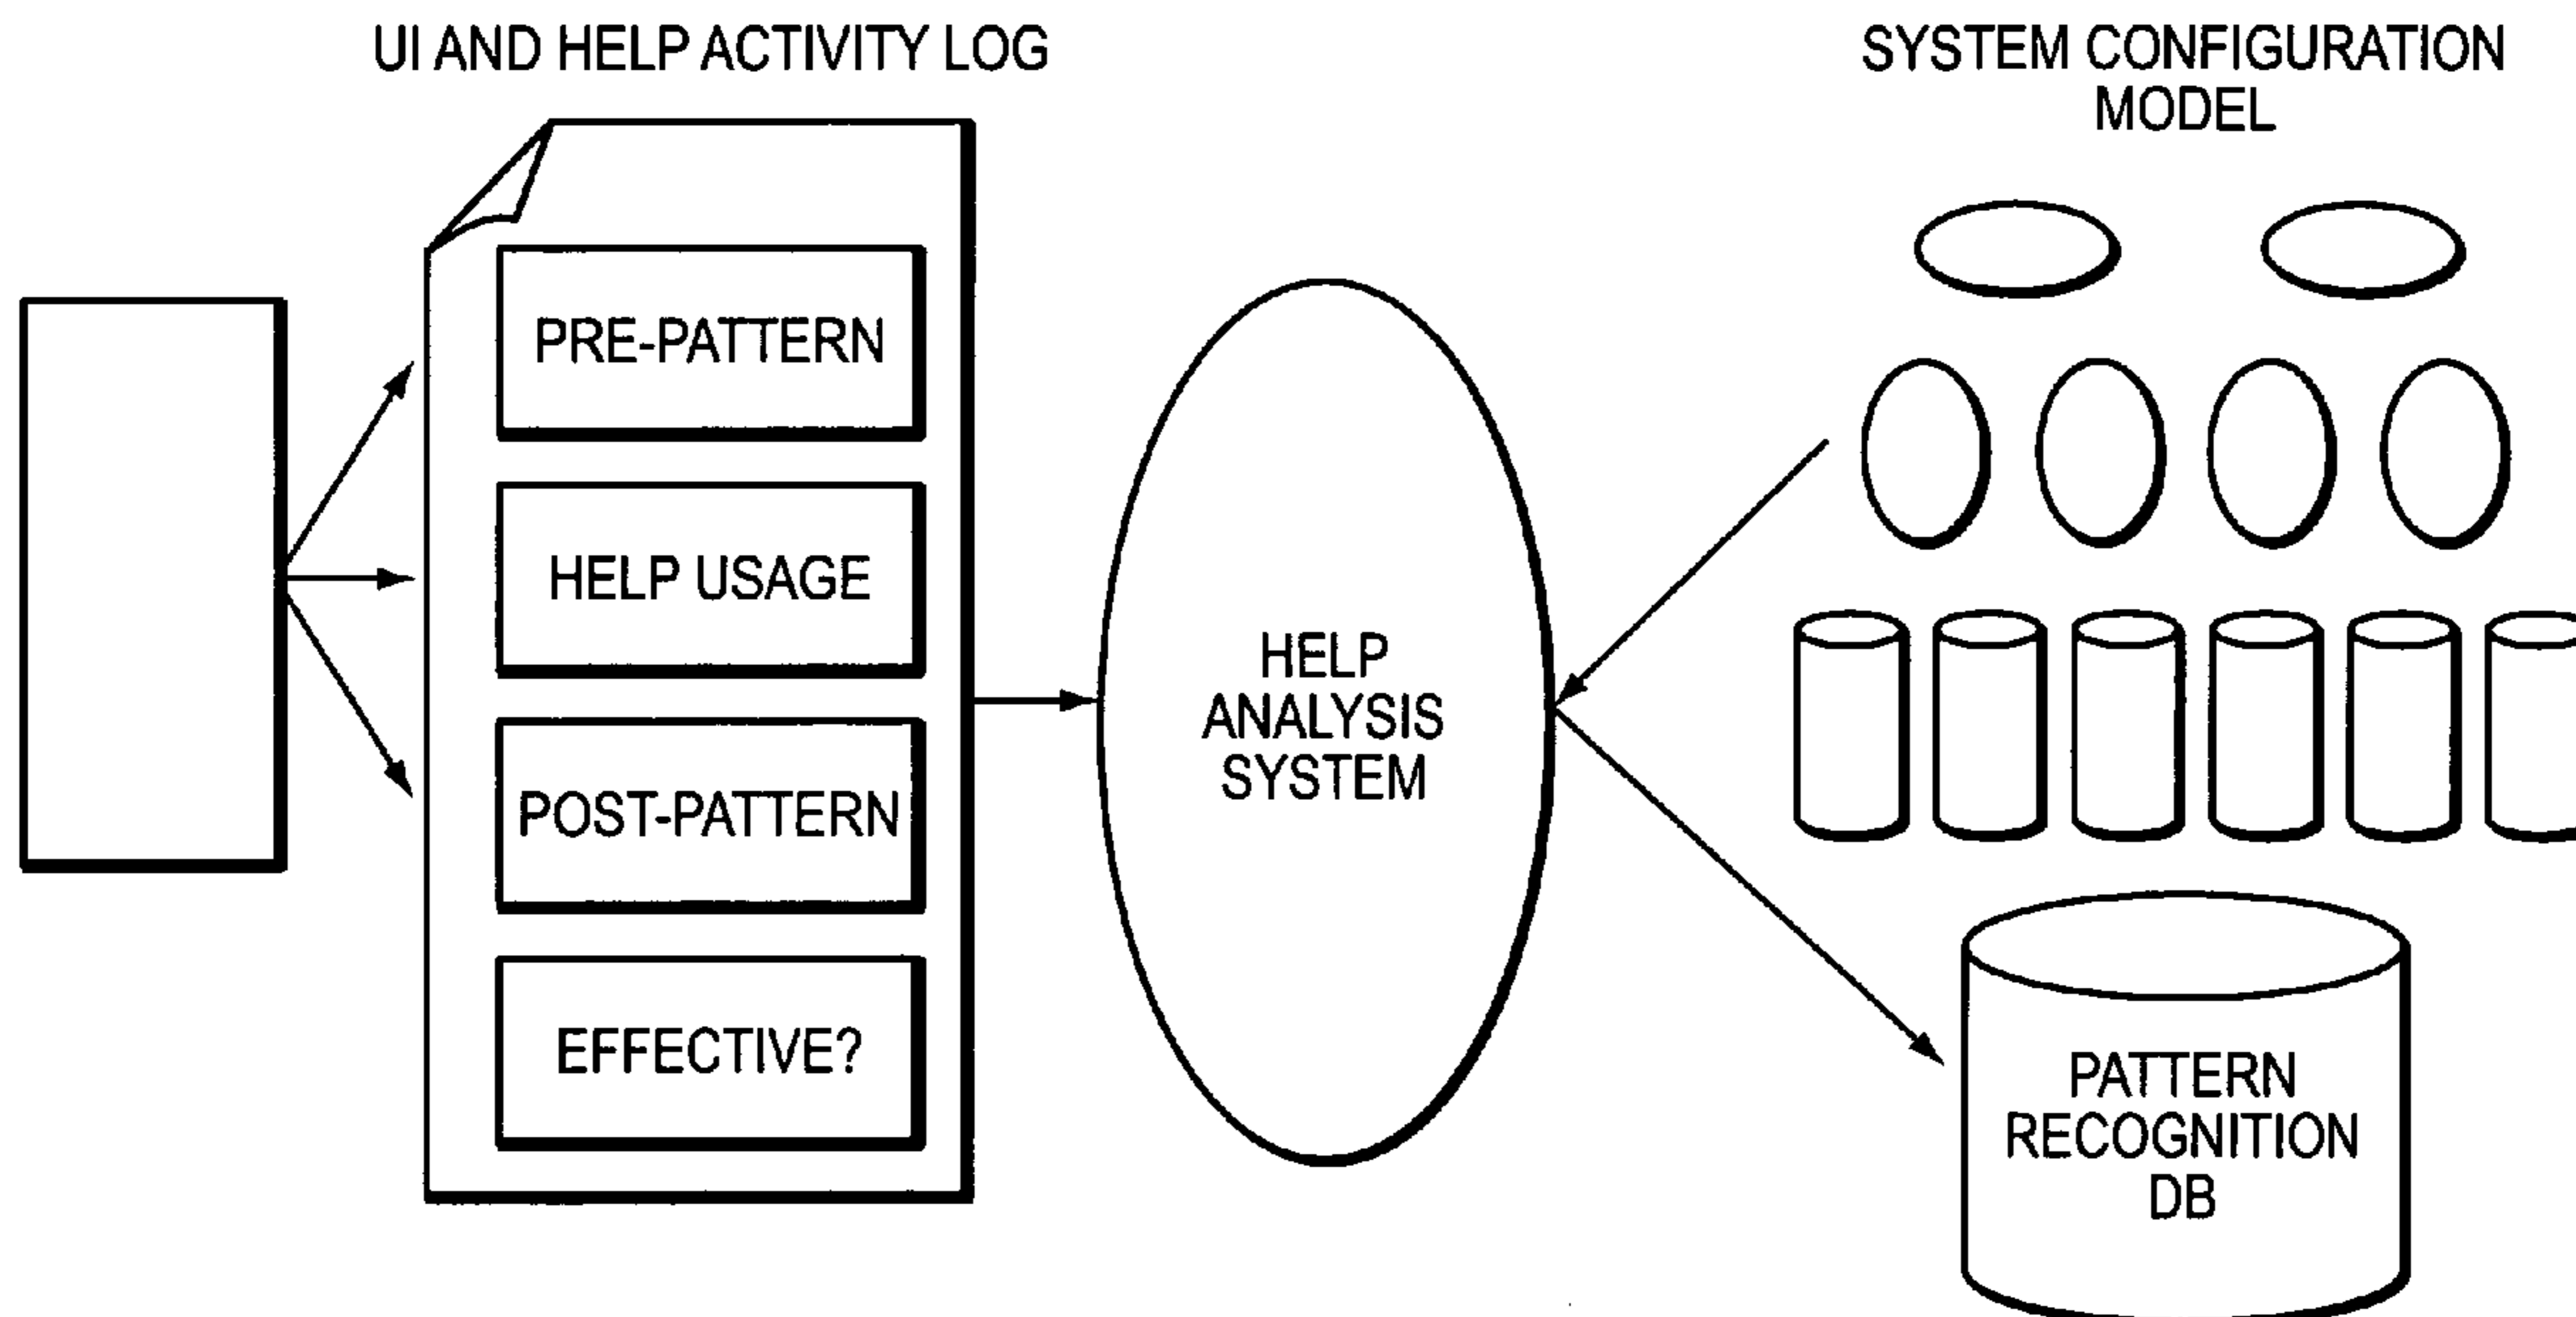 UI AND HELP ACTIVITY LOG
PRE-PATTERN
HELP USAGE
POST-PATTERN
EFFECTIVE?
HELP
ANALYSIS
SYSTEM
SYSTEM CONFIGURATION
MODEL
PATTERN
RECOGNITION
DB